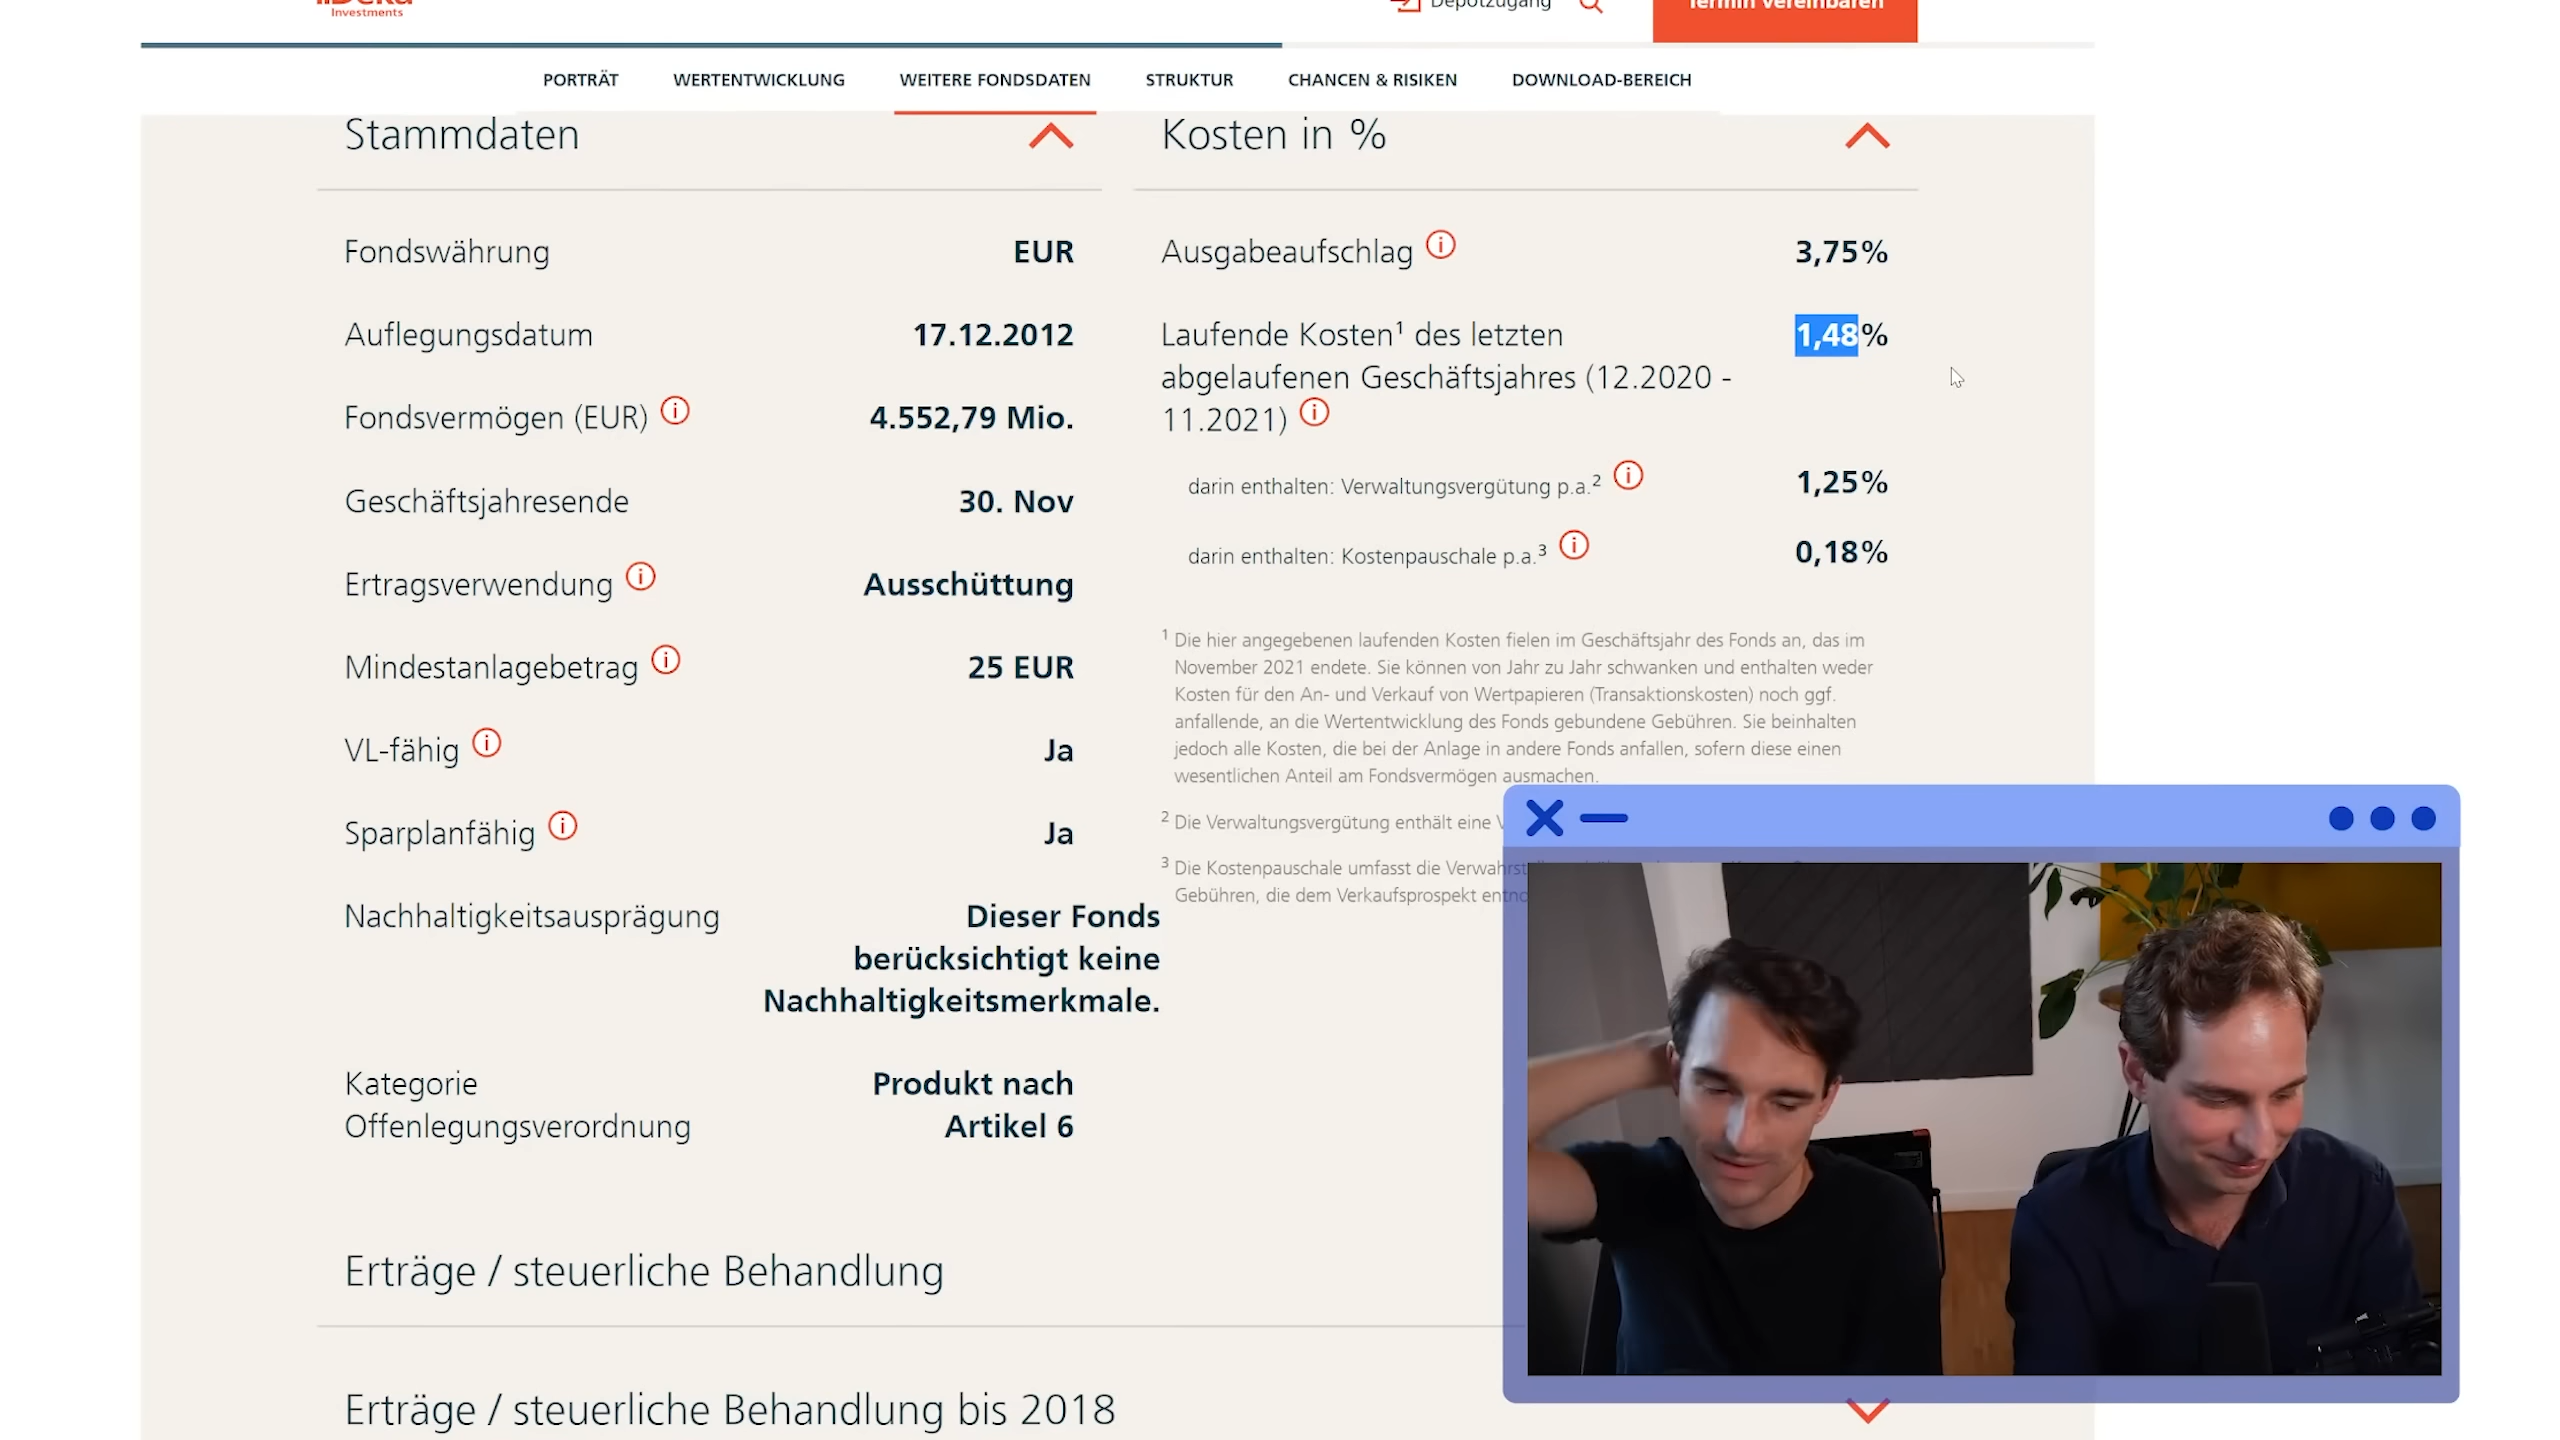 Deka
Investments
Depotzugang
Termin vereinbaren
PORTRÄT
WERTENTWICKLUNG
WEITERE FONDSDATEN
STRUKTUR
CHANCEN & RISIKEN
DOWNLOAD-BEREICH
Stammdaten
Fondswährung EUR
Auflegungsdatum 17.12.2012
Fondsvermögen (EUR) 4.552,79 Mio.
Geschäftsjahresende 30. Nov
Ertragsverwendung Ausschüttung
Mindestanlagebetrag 25 EUR
VL-fähig Ja
Sparplanfähig Ja
Nachhaltigkeitsausprägung Dieser Fonds
berücksichtigt keine
Nachhaltigkeitsmerkmale.
Kategorie Produkt nach
Offenlegungsverordnung Artikel 6
Kosten in %
Ausgabeaufschlag 3,75%
Laufende Kosten¹ des letzten 1,48%
abgelaufenen Geschäftsjahres (12.2020 -
11.2021)
darin enthalten: Verwaltungsvergütung p.a.² 1,25%
darin enthalten: Kostenpauschale p.a.³ 0,18%
¹ Die hier angegebenen laufenden Kosten fielen im Geschäftsjahr des Fonds an, das im
November 2021 endete. Sie können von Jahr zu Jahr schwanken und enthalten weder
Kosten für den An- und Verkauf von Wertpapieren (Transaktionskosten) noch ggf.
anfallende, an die Wertentwicklung des Fonds gebundene Gebühren. Sie beinhalten
jedoch alle Kosten, die bei der Anlage in andere Fonds anfallen, sofern diese einen
wesentlichen Anteil am Fondsvermögen ausmachen.
² Die Verwaltungsvergütung enthält eine
³ Die Kostenpauschale umfasst die
Gebühren, die dem Verkaufsprospekt
Erträge / steuerliche Behandlung
Erträge / steuerliche Behandlung bis 2018